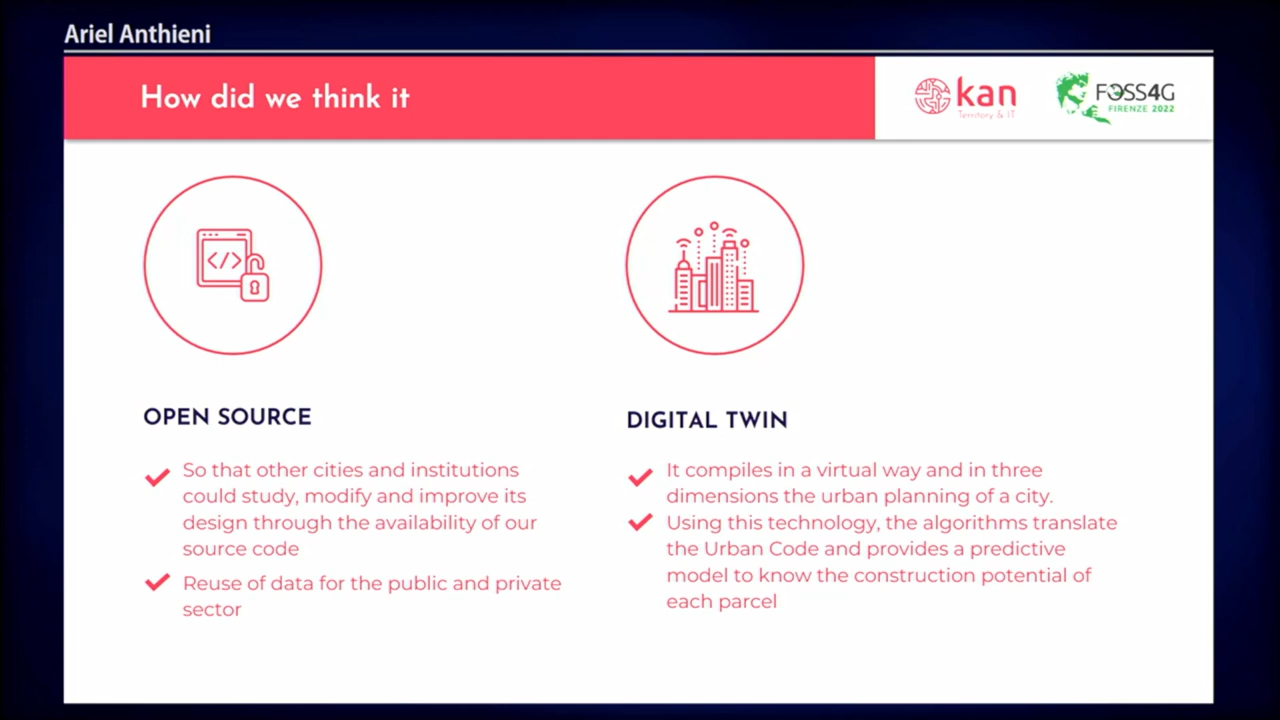 Ariel Anthieni
How did we think it
kan
Territory & IT
FOSS4G
FIRENZE 2022
</>
OPEN SOURCE
So that other cities and institutions
could study, modify and improve its
design through the availability of our
source code
Reuse of data for the public and private
sector
DIGITAL TWIN
It compiles in a virtual way and in three
dimensions the urban planning of a city.
Using this technology, the algorithms translate
the Urban Code and provides a predictive
model to know the construction potential of
each parcel